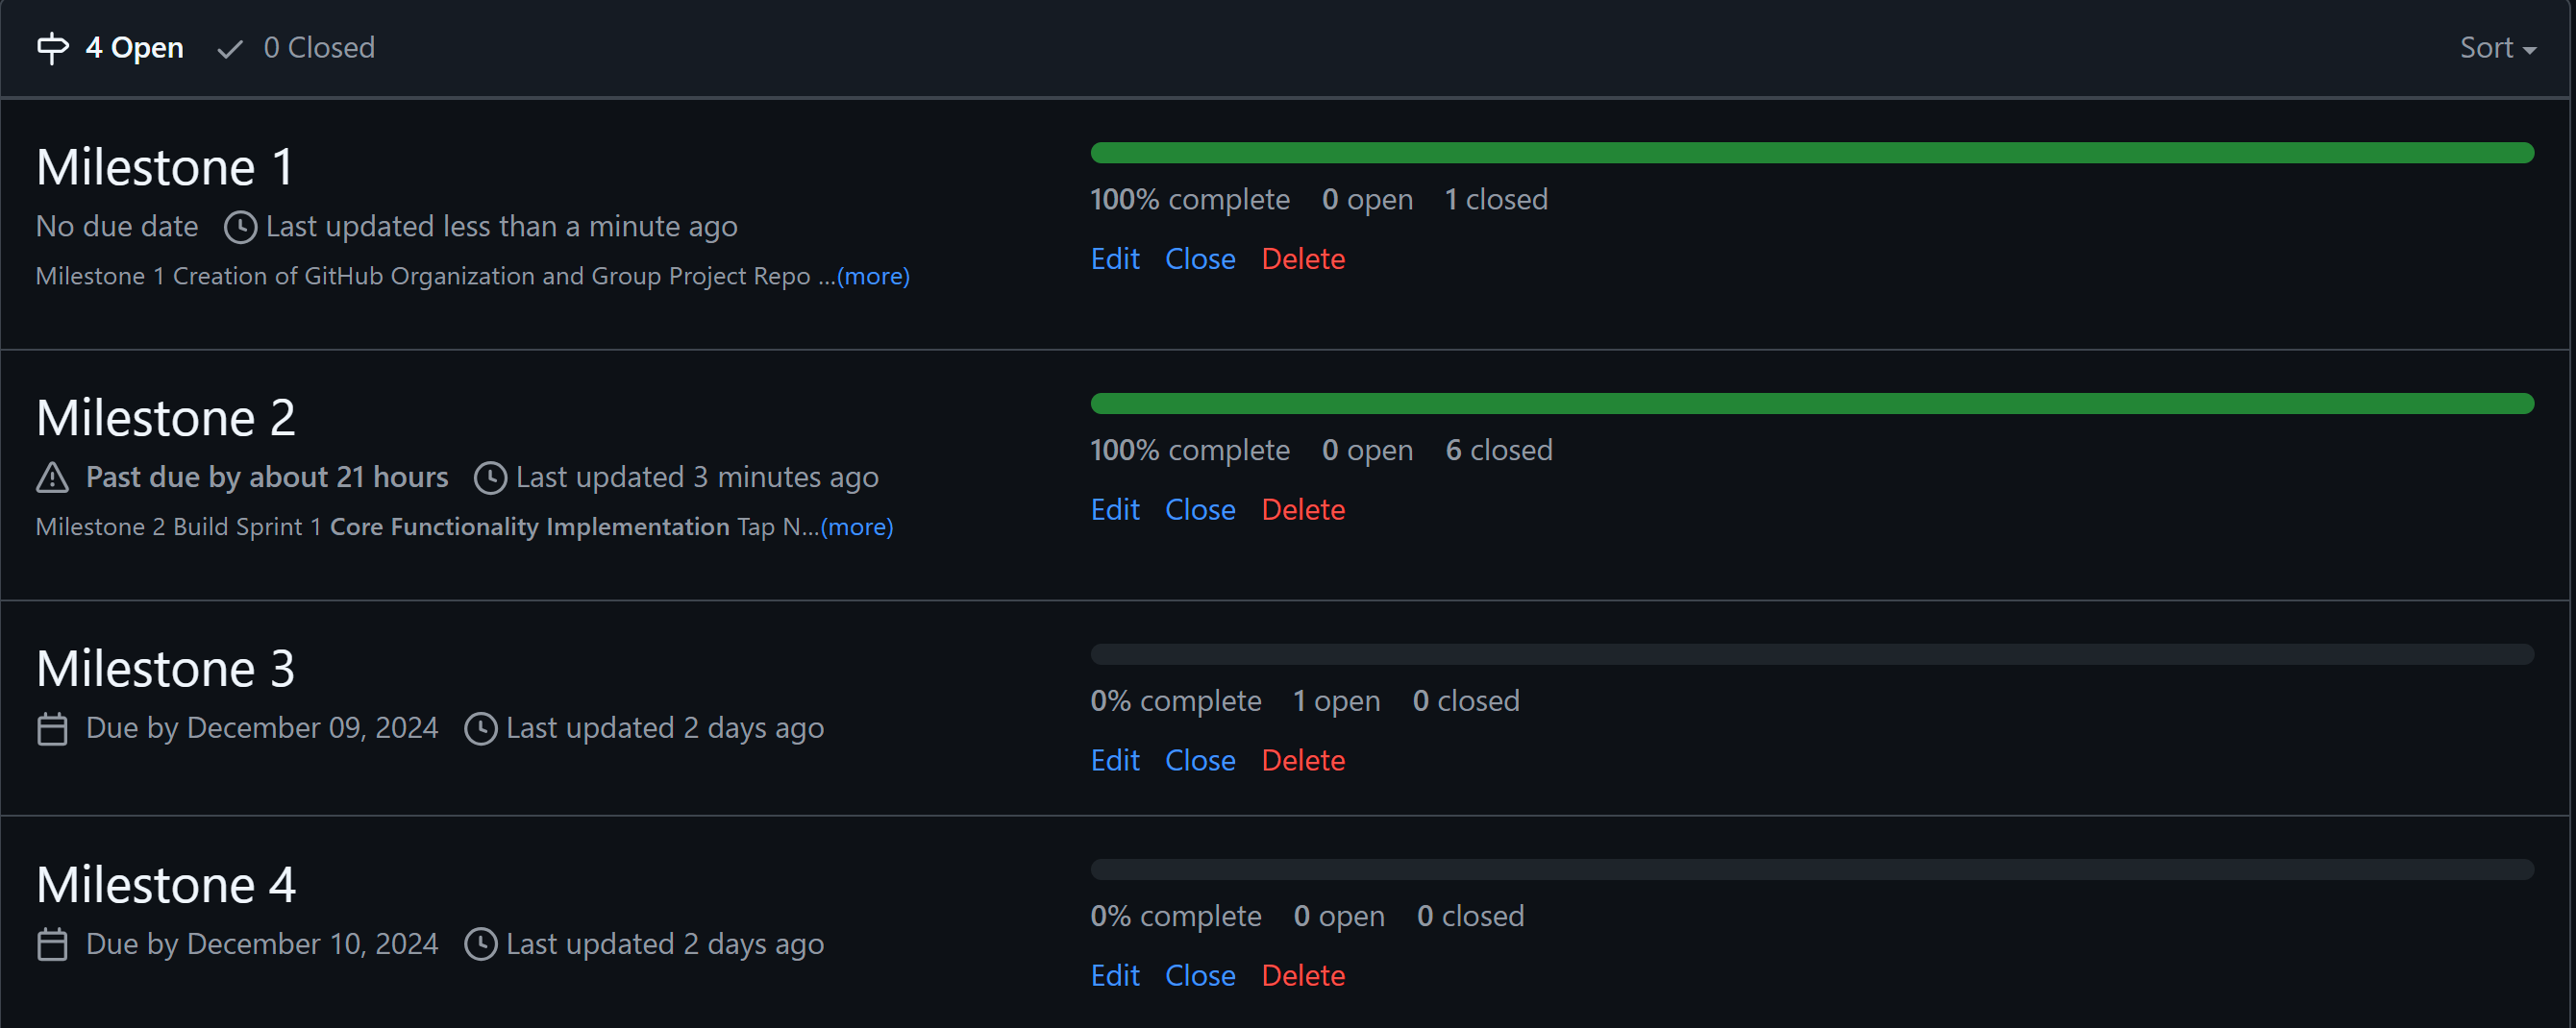 4 Open 0 Closed Sort
Milestone 1
No due date Last updated less than a minute ago
Milestone 1 Creation of GitHub Organization and Group Project Repo ...(more)
100% complete 0 open 1 closed
Edit Close Delete
Milestone 2
Past due by about 21 hours Last updated 3 minutes ago
Milestone 2 Build Sprint 1 Core Functionality Implementation Tap N...(more)
100% complete 0 open 6 closed
Edit Close Delete
Milestone 3
Due by December 09, 2024 Last updated 2 days ago
0% complete 1 open 0 closed
Edit Close Delete
Milestone 4
Due by December 10, 2024 Last updated 2 days ago
0% complete 0 open 0 closed
Edit Close Delete